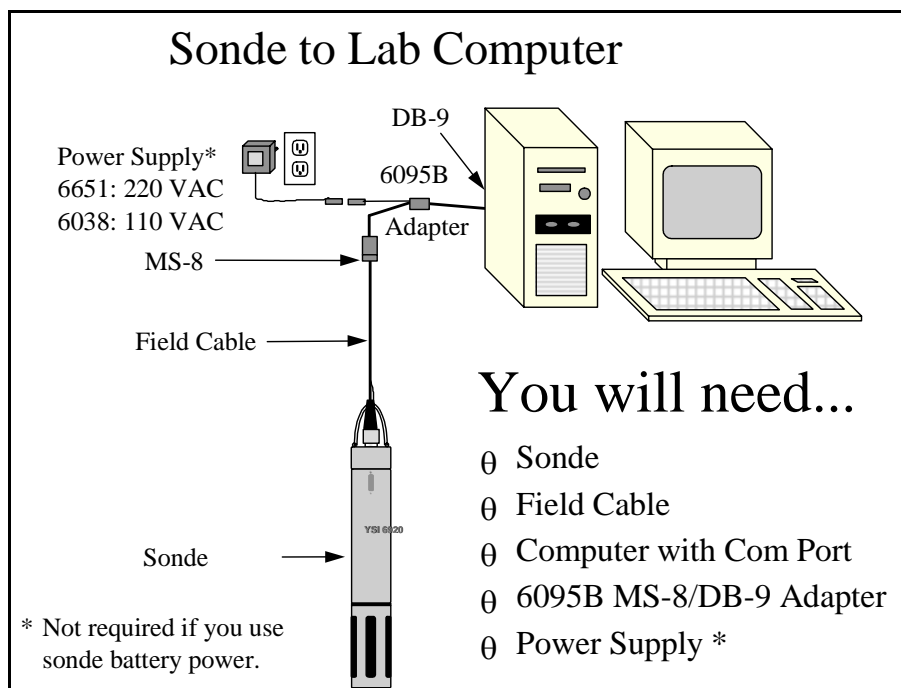 Sonde to Lab Computer
DB-9
Power Supply*
6651: 220 VAC
6038: 110 VAC
6095B
Adapter
MS-8
Field Cable
YSI 6920
Sonde
* Not required if you use
sonde battery power.
You will need...
θ Sonde
θ Field Cable
θ Computer with Com Port
θ 6095B MS-8/DB-9 Adapter
θ Power Supply *